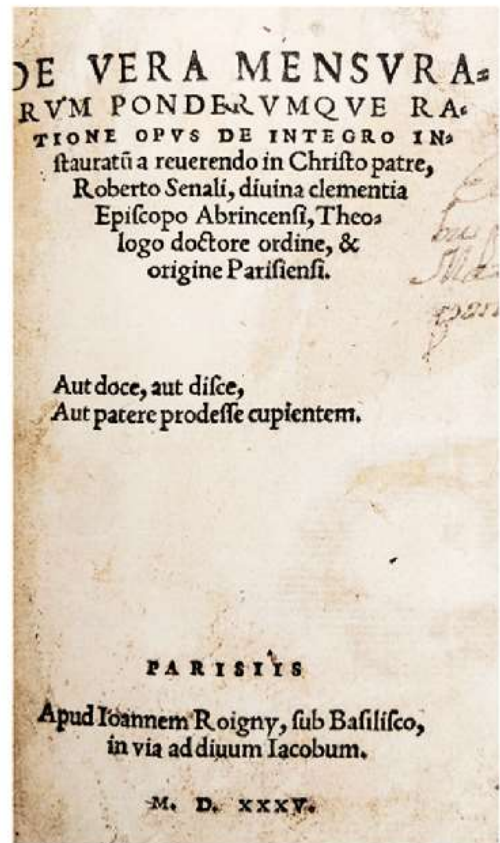 DE VERA MENSVRA=
RVM PONDERVMQVE RA=
TIONE OPVS DE INTEGRO IN=
ſtauratū a reuerendo in Chriſto patre,
Roberto Senali, diuina clementia
Epiſcopo Abrincenſi, Theo=
logo doctore ordine, &
origine Pariſienſi.
Aut doce, aut diſce,
Aut patere prodeſſe cupientem.
PARISIIS
Apud Ioannem Roigny, ſub Baſiliſco,
in via ad diuum Iacobum.
M. D. XXXV.